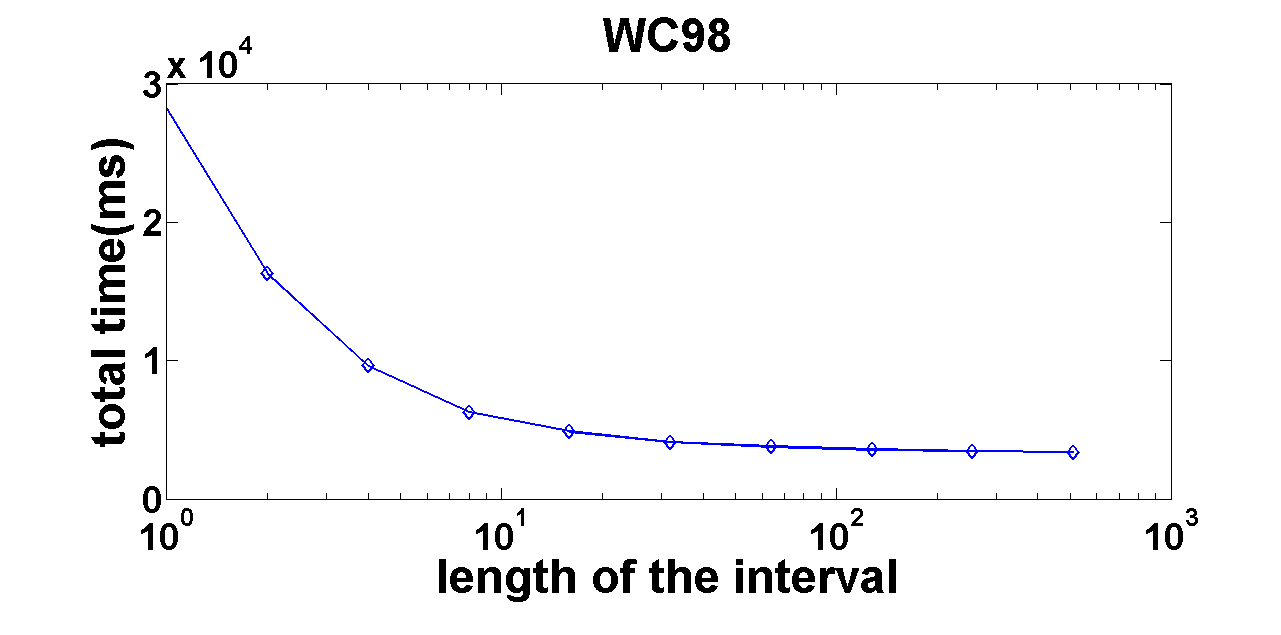 WC98
x 10^4
3
2
1
0
total time(ms)
10^0 10^1 10^2 10^3
length of the interval